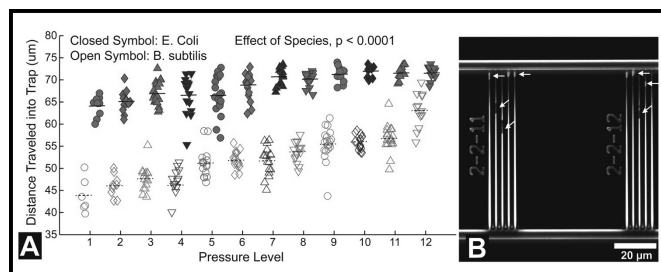 Closed Symbol: E. Coli
Open Symbol: B. subtilis
Effect of Species, p < 0.0001
Distance Traveled into Trap (um)
80
75
70
65
60
55
50
45
40
35
1 2 3 4 5 6 7 8 9 10 11 12
Pressure Level
A
2-2-11
2-2-12
B
20 µm